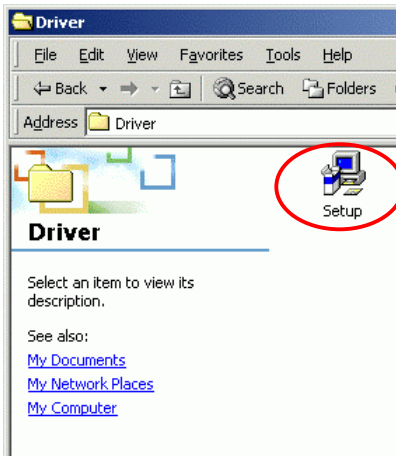 Driver
File Edit View Favorites Tools Help
Back Search Folders
Address Driver
Setup
Driver
Select an item to view its
description.
See also:
My Documents
My Network Places
My Computer